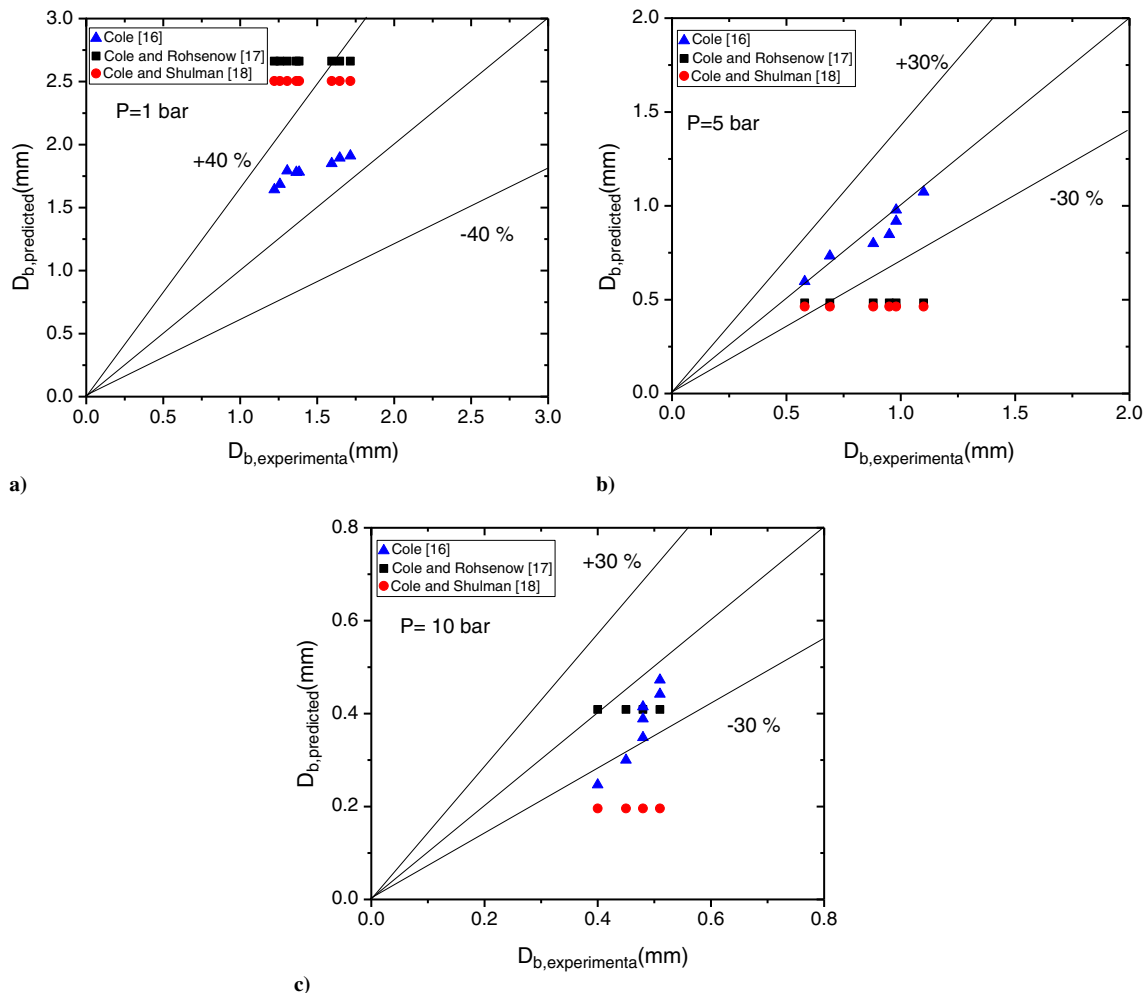 3.0
2.5
2.0
1.5
1.0
0.5
0.0
D_b,predicted(mm)
Cole [16]
Cole and Rohsenow [17]
Cole and Shulman [18]
P=1 bar
+40 %
-40 %
0.0 0.5 1.0 1.5 2.0 2.5 3.0
D_b,experimenta(mm)
a)
2.0
1.5
1.0
0.5
0.0
D_b,predicted(mm)
Cole [16]
Cole and Rohsenow [17]
Cole and Shulman [18]
P=5 bar
+30%
-30 %
0.0 0.5 1.0 1.5 2.0
D_b,experimenta(mm)
b)
0.8
0.6
0.4
0.2
0.0
D_b,predicted(mm)
Cole [16]
Cole and Rohsenow [17]
Cole and Shulman [18]
P= 10 bar
+30 %
-30 %
0.0 0.2 0.4 0.6 0.8
D_b,experimenta(mm)
c)